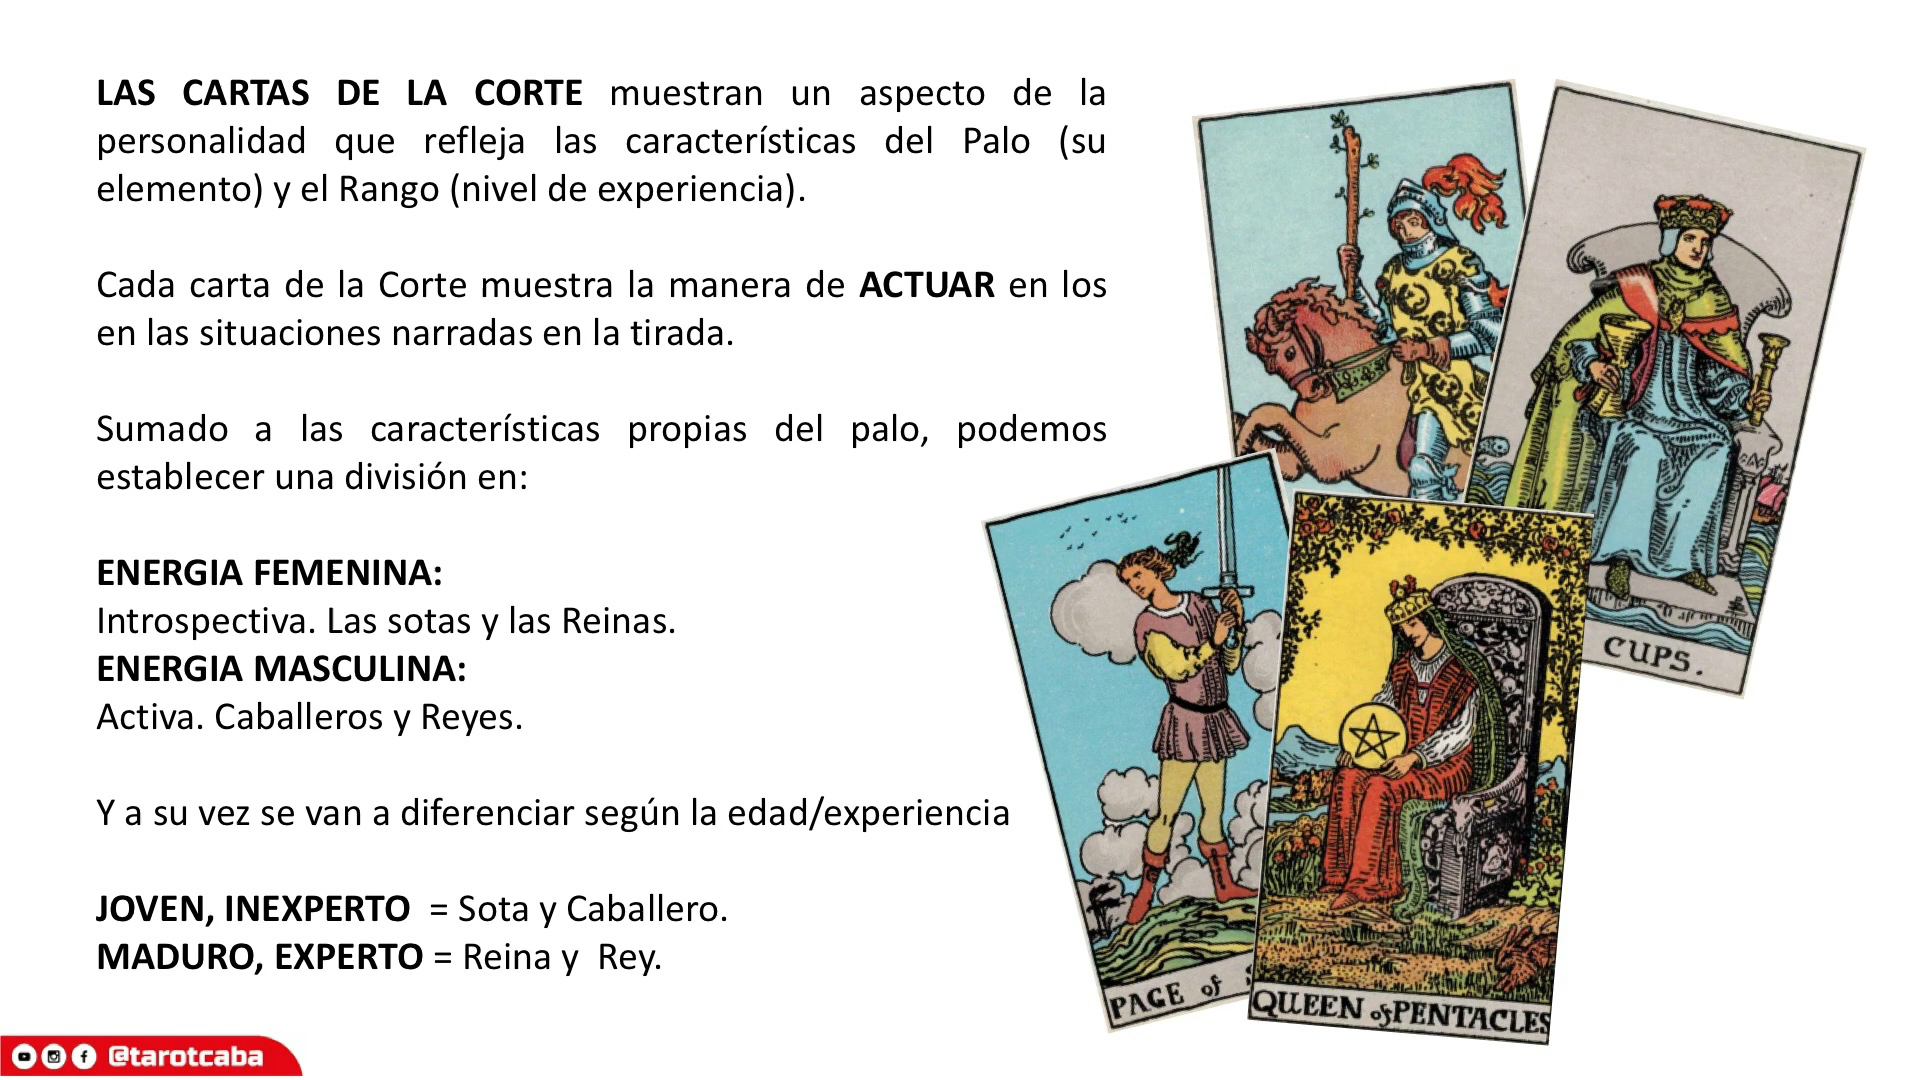 LAS CARTAS DE LA CORTE muestran un aspecto de la
personalidad que refleja las características del Palo (su
elemento) y el Rango (nivel de experiencia).
Cada carta de la Corte muestra la manera de ACTUAR en los
en las situaciones narradas en la tirada.
Sumado a las características propias del palo, podemos
establecer una división en:
ENERGIA FEMENINA:
Introspectiva. Las sotas y las Reinas.
ENERGIA MASCULINA:
Activa. Caballeros y Reyes.
Y a su vez se van a diferenciar según la edad/experiencia
JOVEN, INEXPERTO = Sota y Caballero.
MADURO, EXPERTO = Reina y Rey.
CUPS.
PAGE of
QUEEN of PENTACLES
@tarotcaba